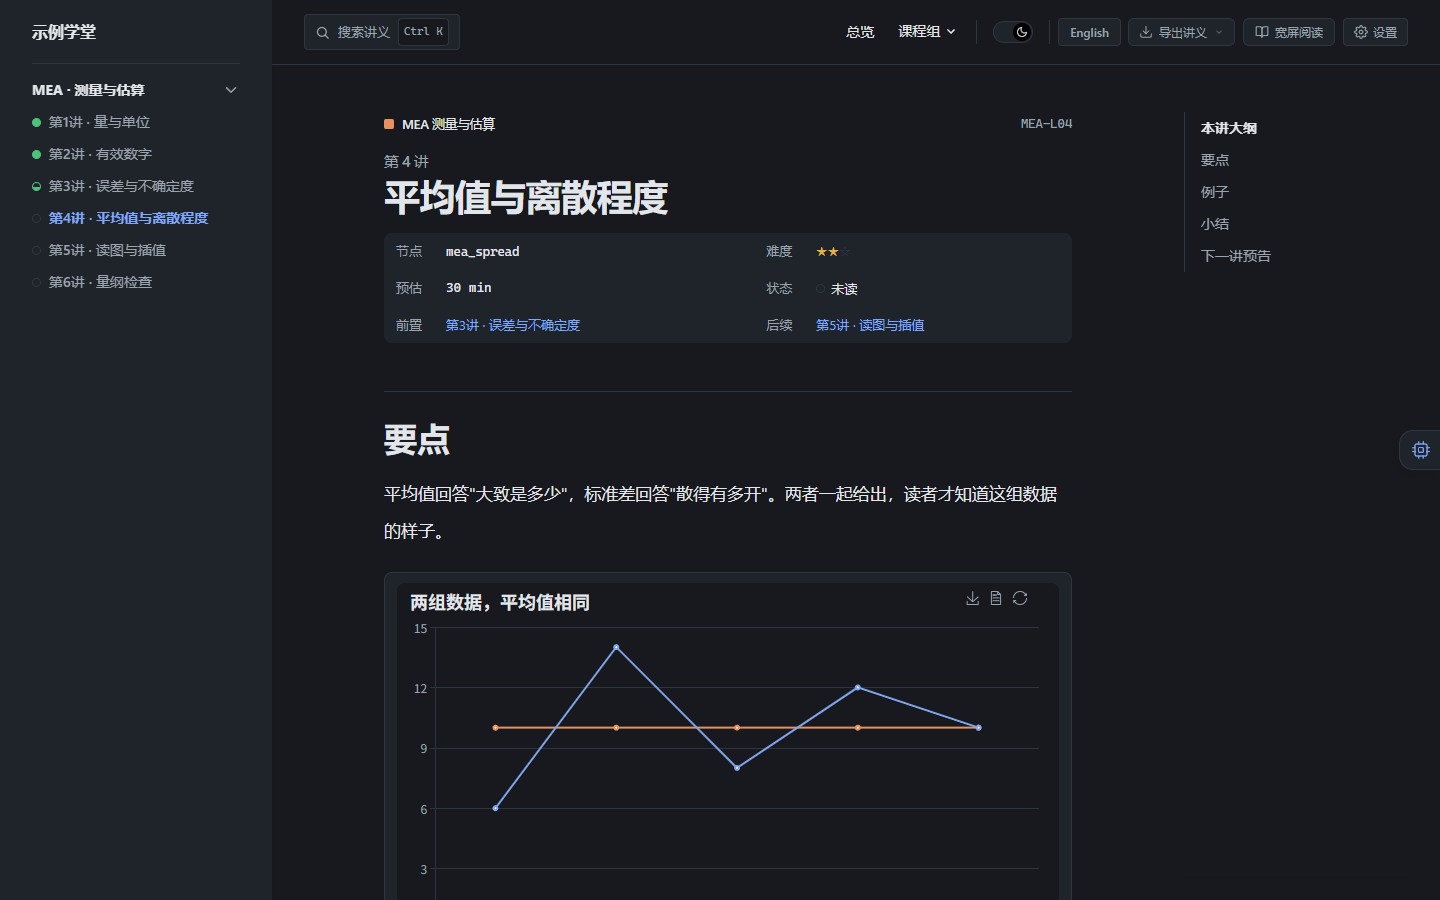 示例学堂
搜索讲义 Ctrl K
总览
课程组
English
导出讲义
宽屏阅读
设置
MEA · 测量与估算
第1讲 · 量与单位
第2讲 · 有效数字
第3讲 · 误差与不确定度
第4讲 · 平均值与离散程度
第5讲 · 读图与插值
第6讲 · 量纲检查
MEA 测量与估算
MEA-L04
第 4 讲
平均值与离散程度
节点 mea_spread
难度 ★★☆
预估 30 min
状态 未读
前置 第3讲 · 误差与不确定度
后续 第5讲 · 读图与插值
要点
平均值回答"大致是多少"，标准差回答"散得有多开"。两者一起给出，读者才知道这组数据
的样子。
两组数据，平均值相同
15
12
9
6
3
本讲大纲
要点
例子
小结
下一讲预告